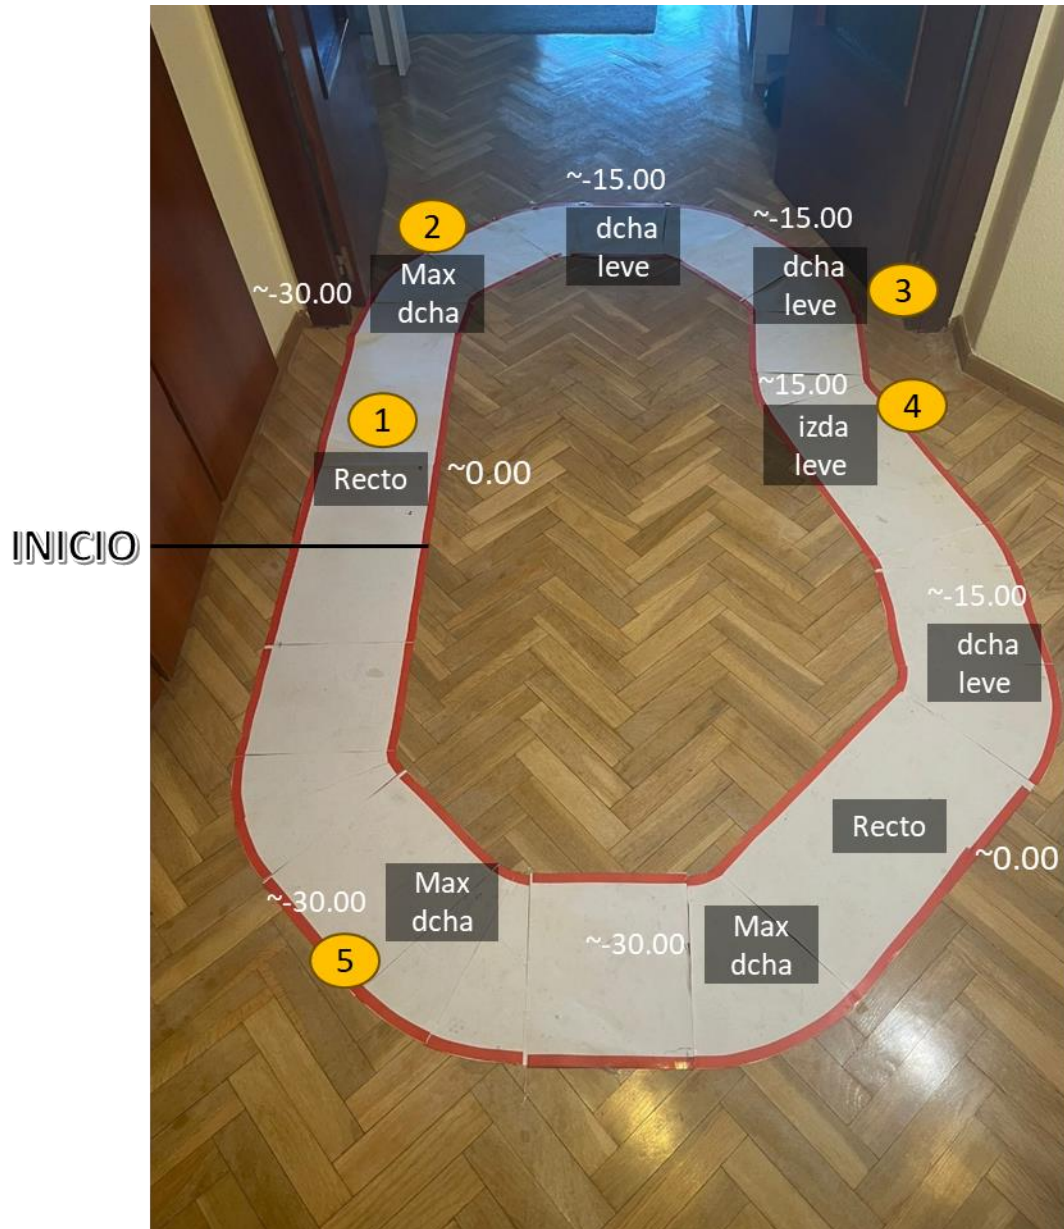 ~-15.00
2
dcha
leve
~-15.00
Max
dcha
~-30.00
dcha
leve
3
1
~15.00
4
izda
leve
Recto
~0.00
INICIO
~-15.00
dcha
leve
Recto
~0.00
Max
dcha
~-30.00
Max
dcha
~-30.00
5